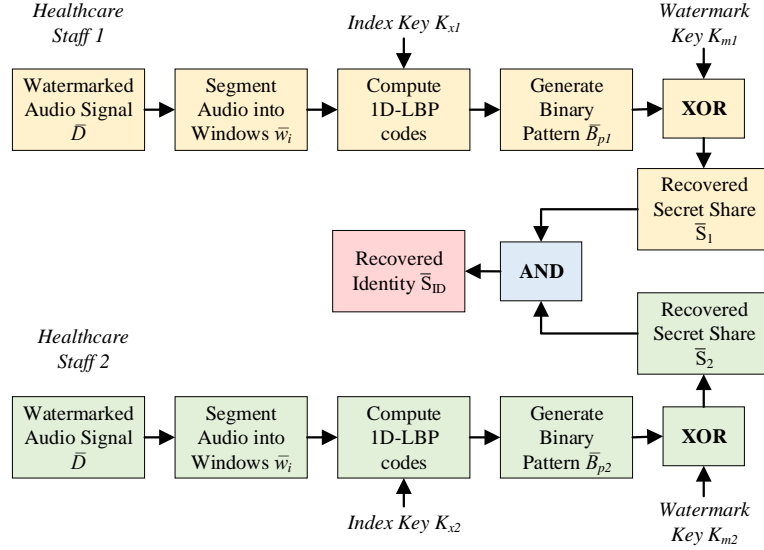 Healthcare
Staff 1
Index Key K_x1
Watermark
Key K_m1
Watermarked
Audio Signal
D̅
Segment
Audio into
Windows w̅_i
Compute
1D-LBP
codes
Generate
Binary
Pattern B̅_p1
XOR
Recovered
Secret Share
S̅_1
Recovered
Identity S̅_ID
AND
Recovered
Secret Share
S̅_2
Healthcare
Staff 2
Watermarked
Audio Signal
D̅
Segment
Audio into
Windows w̅_i
Compute
1D-LBP
codes
Generate
Binary
Pattern B̅_p2
XOR
Index Key K_x2
Watermark
Key K_m2